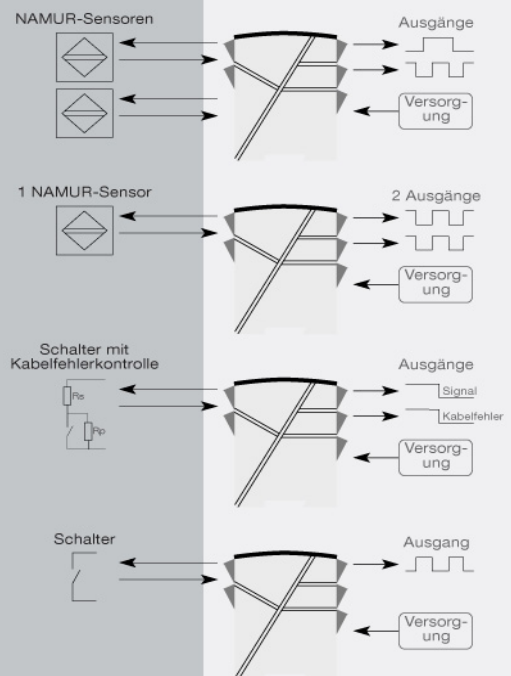 NAMUR-Sensoren
Ausgänge
Versorg-
ung
1 NAMUR-Sensor
2 Ausgänge
Versorg-
ung
Schalter mit
Kabelfehlerkontrolle
Rs
Rp
Ausgänge
Signal
Kabelfehler
Versorg-
ung
Schalter
Ausgang
Versorg-
ung